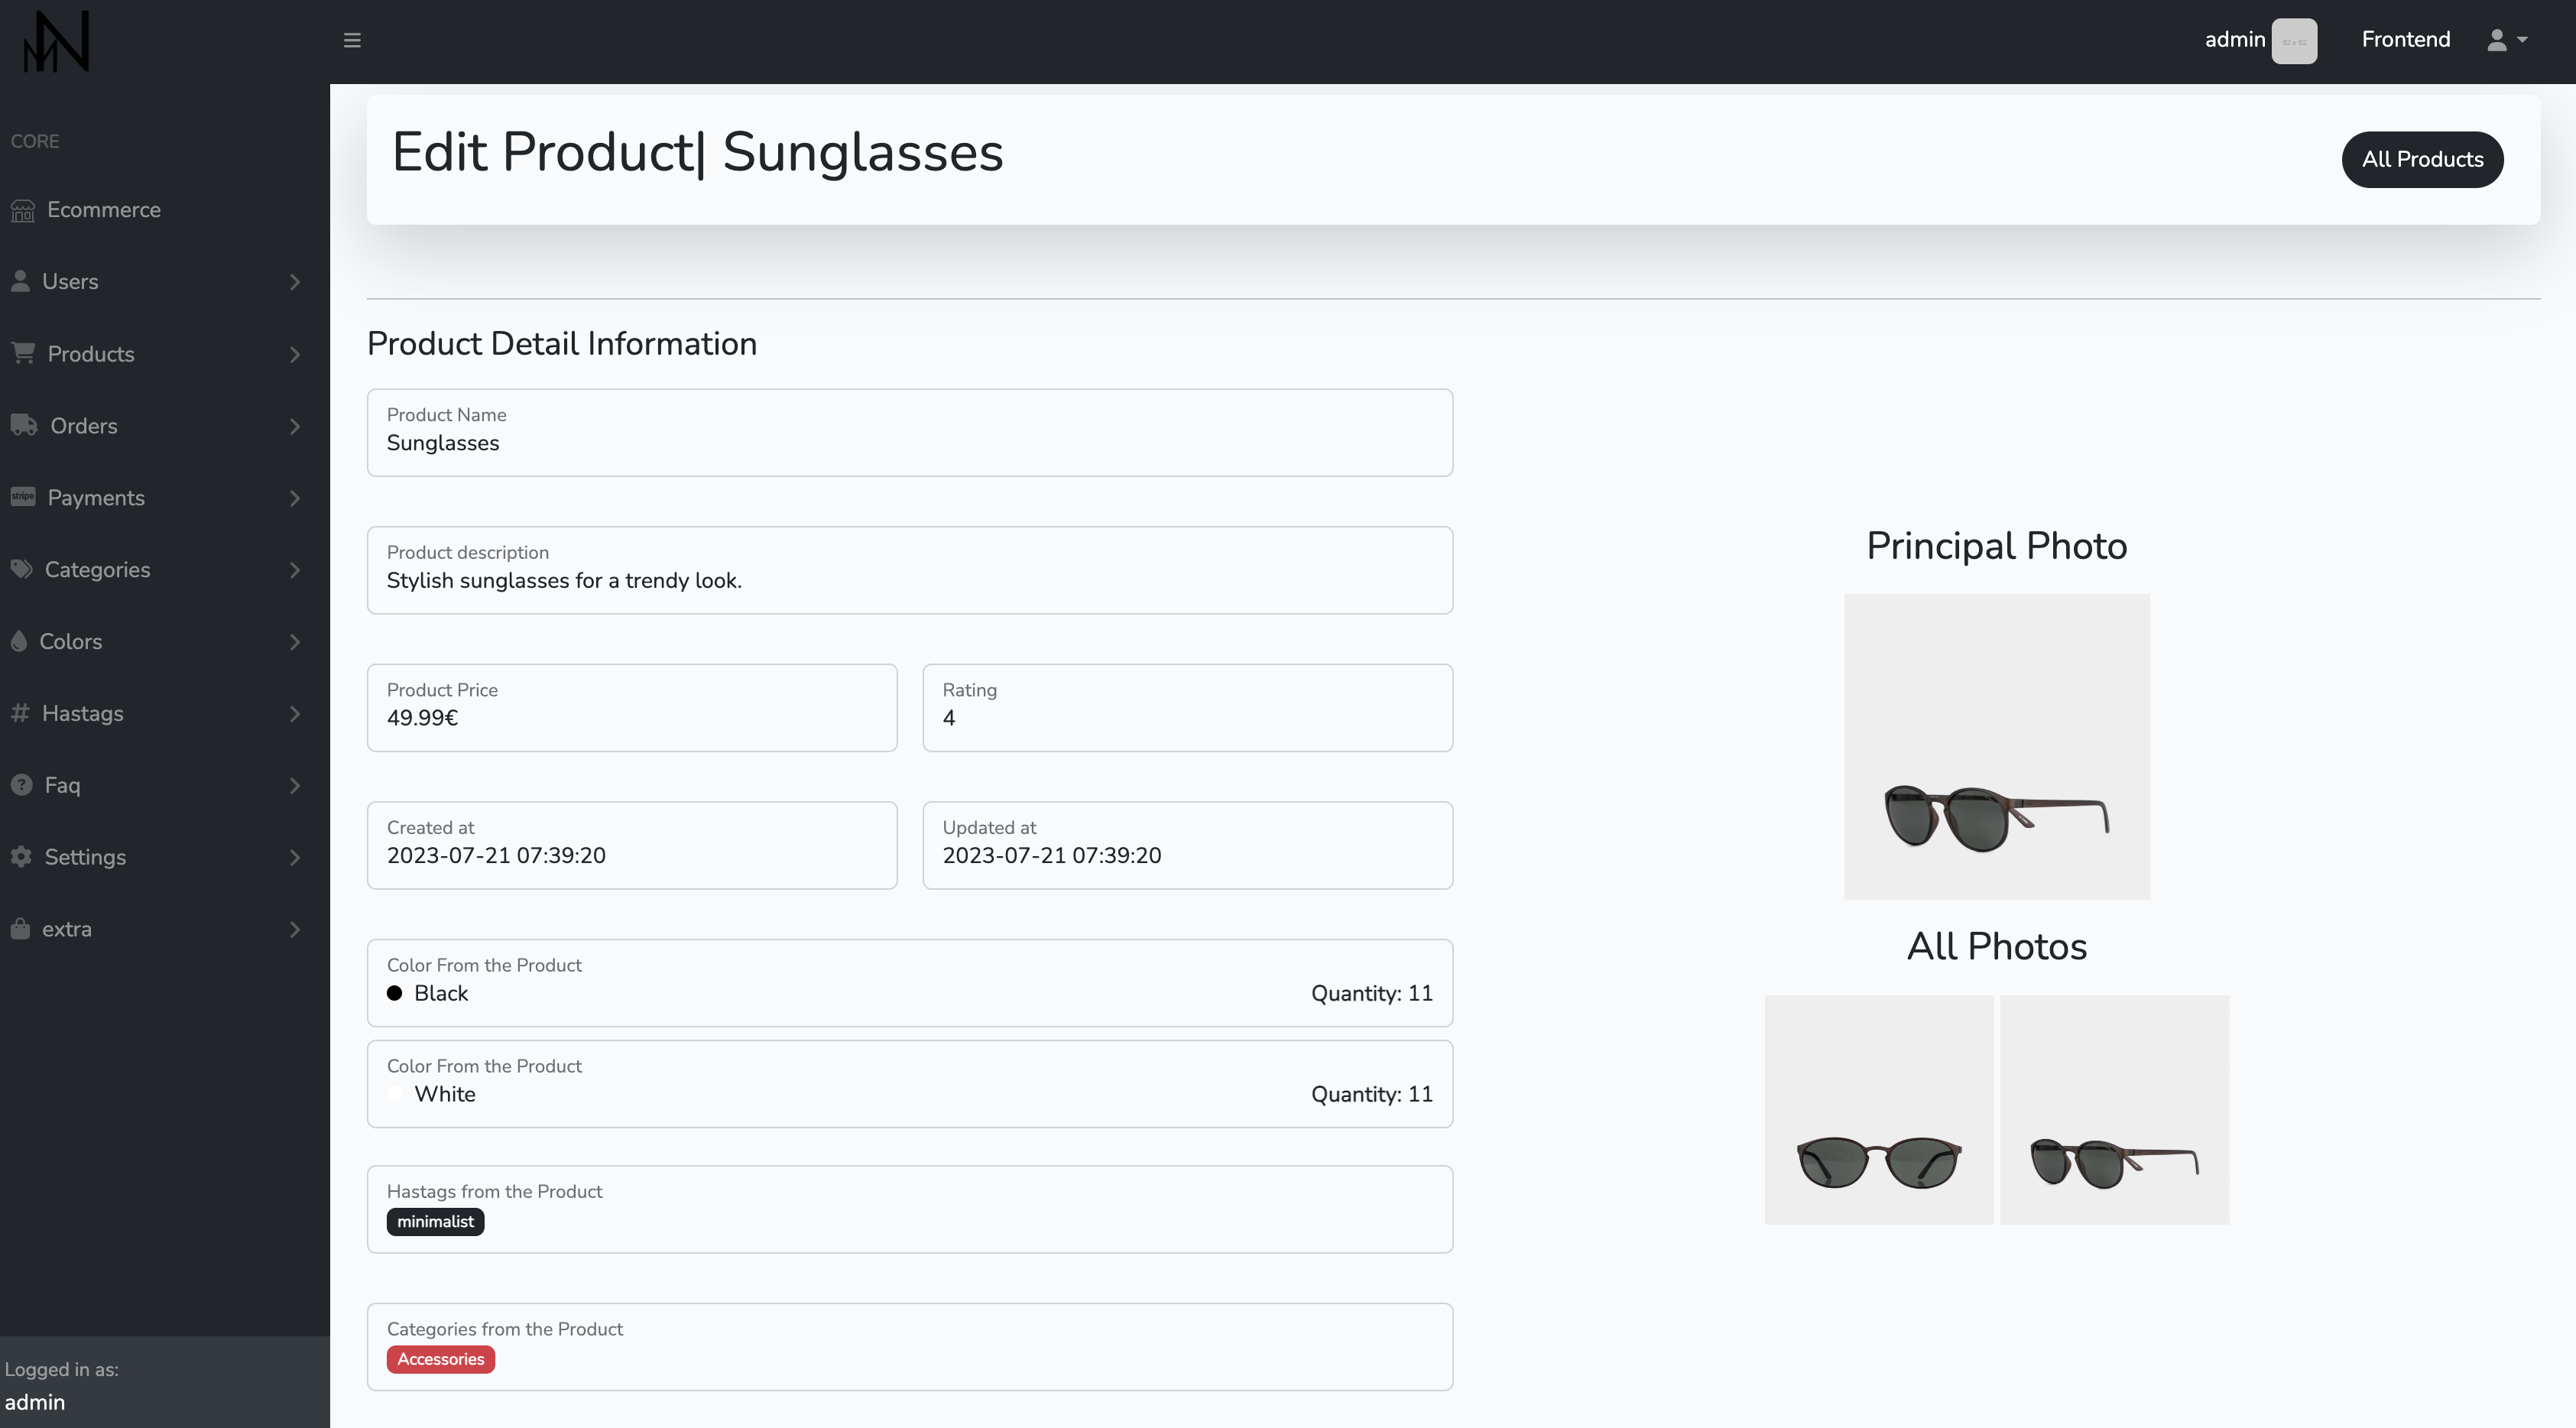 admin
62 x 62
Frontend
CORE
Ecommerce
Users
Products
Orders
stripe
Payments
Categories
Colors
Hastags
Faq
Settings
extra
Logged in as:
admin
Edit Product| Sunglasses
All Products
Product Detail Information
Product Name
Sunglasses
Product description
Stylish sunglasses for a trendy look.
Product Price
49.99€
Rating
4
Created at
2023-07-21 07:39:20
Updated at
2023-07-21 07:39:20
Color From the Product
Black
Quantity: 11
Color From the Product
White
Quantity: 11
Hastags from the Product
minimalist
Categories from the Product
Accessories
Principal Photo
All Photos